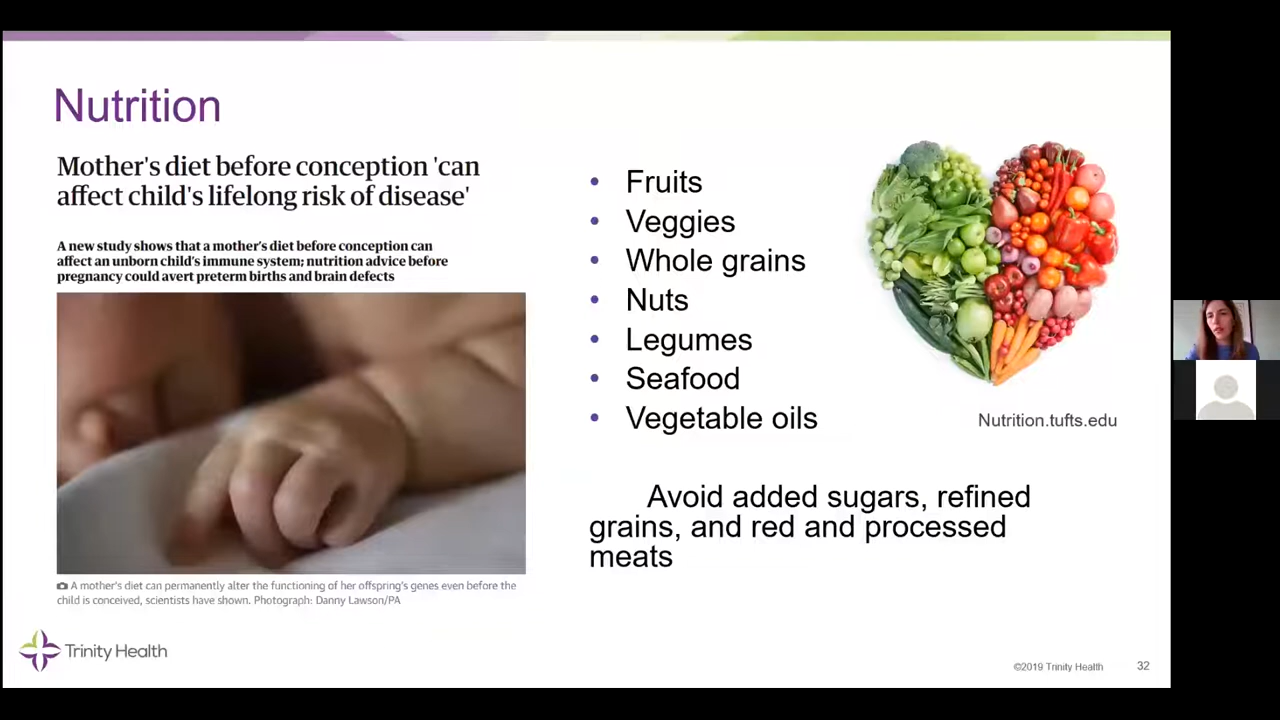 Nutrition
Mother's diet before conception 'can
affect child's lifelong risk of disease'
A new study shows that a mother's diet before conception can
affect an unborn child's immune system; nutrition advice before
pregnancy could avert preterm births and brain defects
A mother's diet can permanently alter the functioning of her offspring's genes even before the
child is conceived, scientists have shown. Photograph: Danny Lawson/PA
• Fruits
• Veggies
• Whole grains
• Nuts
• Legumes
• Seafood
• Vegetable oils
Nutrition.tufts.edu
Avoid added sugars, refined
grains, and red and processed
meats
Trinity Health
©2019 Trinity Health
32